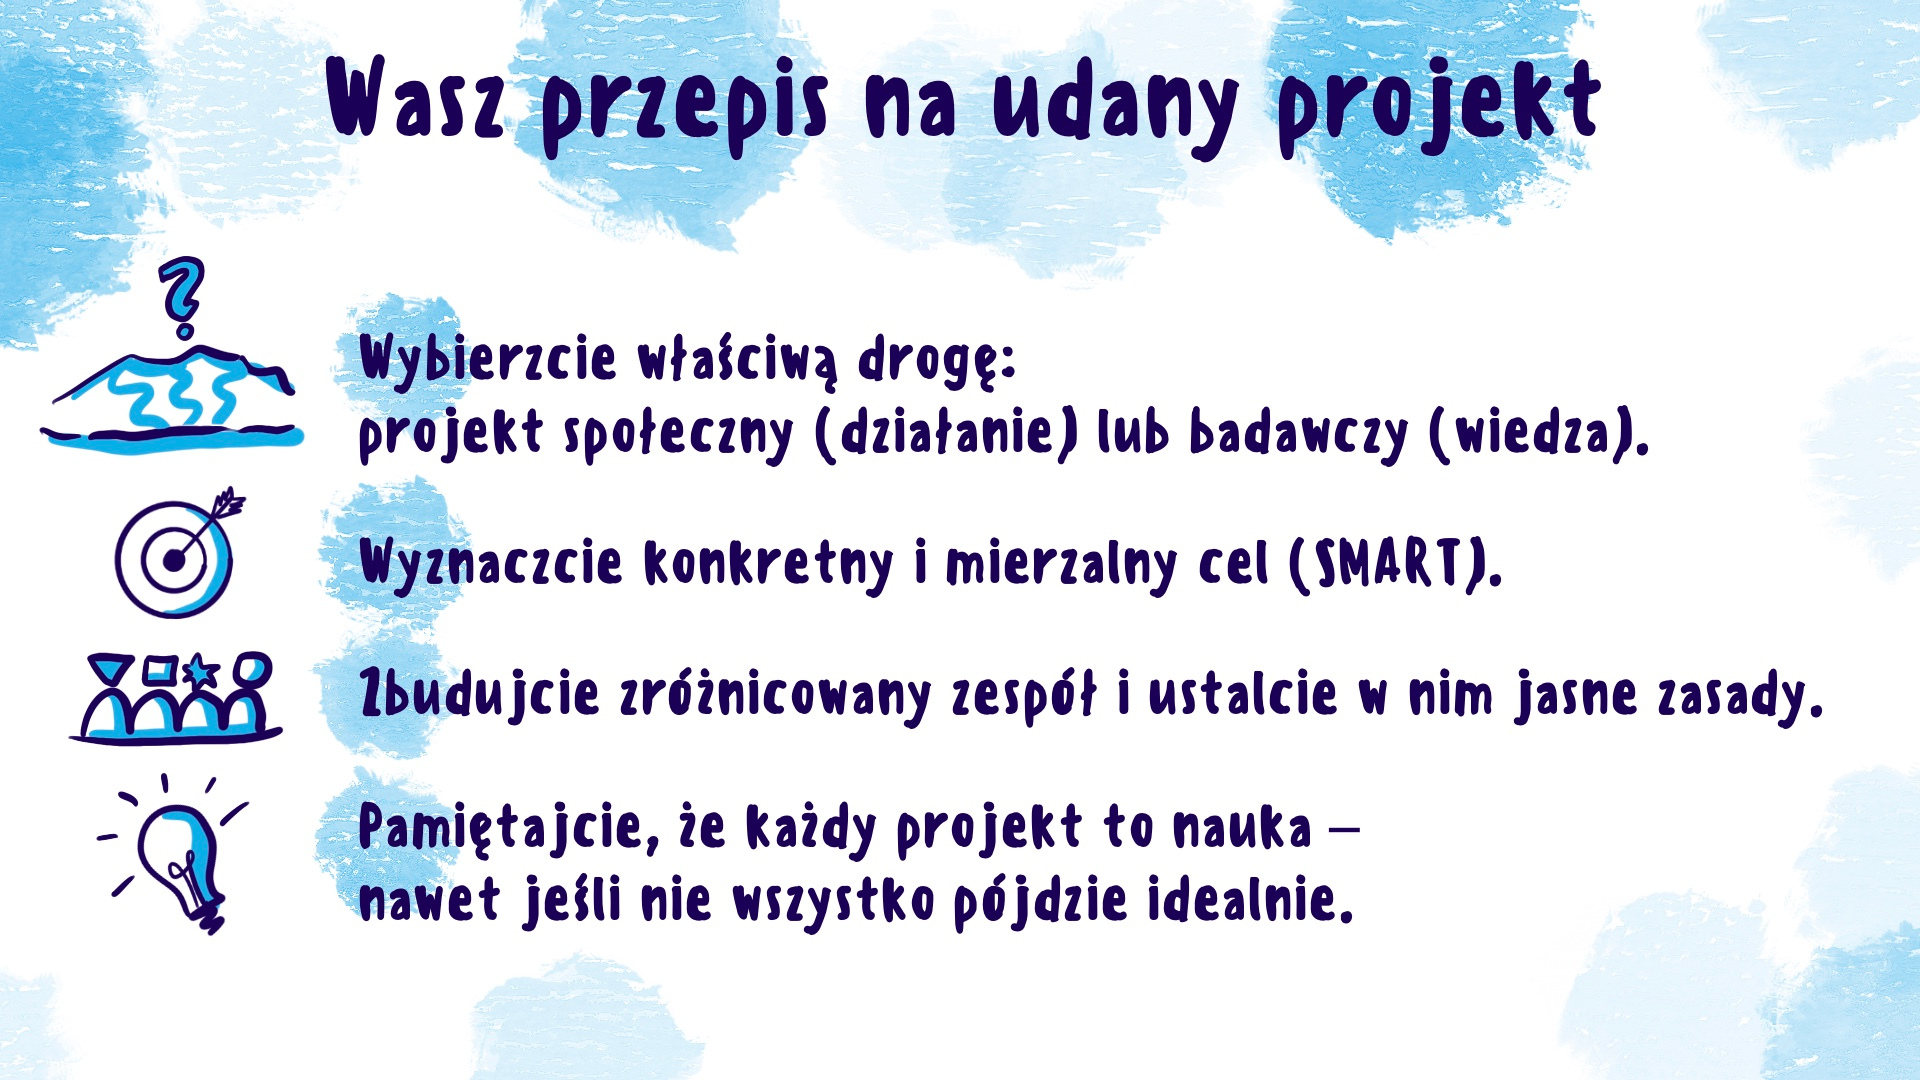 Wasz przepis na udany projekt
?
Wybierzcie właściwą drogę:
projekt społeczny (działanie) lub badawczy (wiedza).
Wyznaczcie konkretny i mierzalny cel (SMART).
Zbudujcie zróżnicowany zespół i ustalcie w nim jasne zasady.
Pamiętajcie, że każdy projekt to nauka –
nawet jeśli nie wszystko pójdzie idealnie.